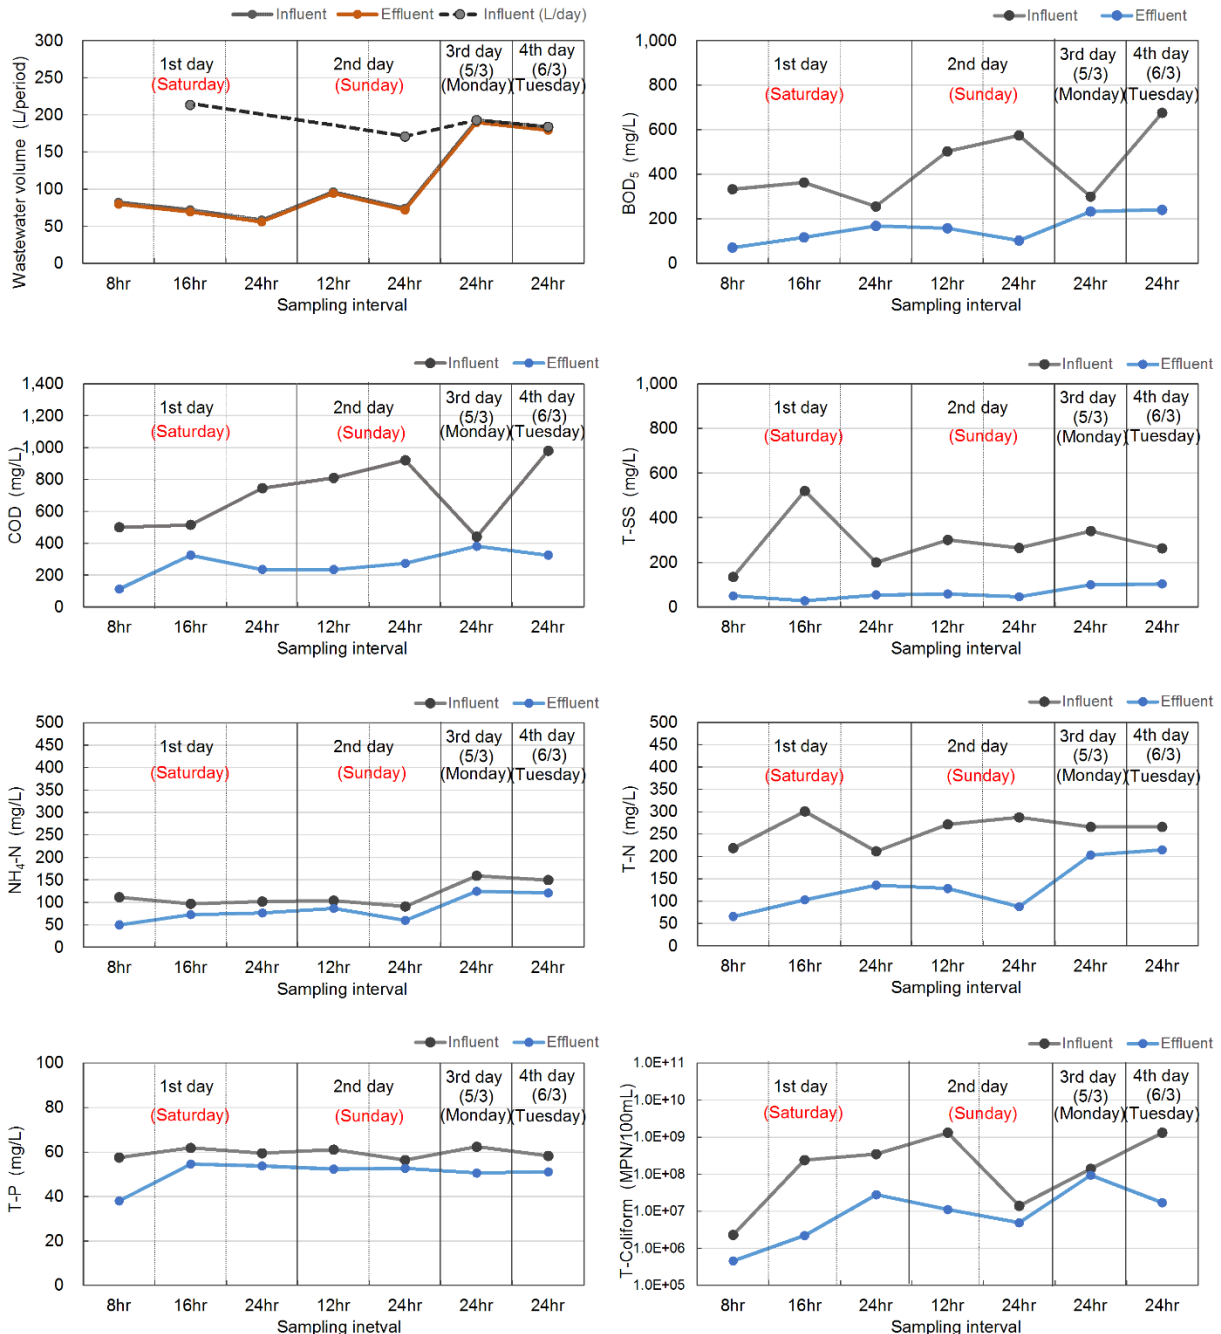 Influent Effluent Influent (L/day)
Wastewater volume (L/period)
300
250
200
150
100
50
0
1st day
(Saturday)
2nd day
(Sunday)
3rd day
(5/3)
(Monday)
4th day
(6/3)
(Tuesday)
8hr 16hr 24hr 12hr 24hr 24hr 24hr
Sampling interval
Influent Effluent
BOD5 (mg/L)
1,000
800
600
400
200
0
1st day
(Saturday)
2nd day
(Sunday)
3rd day
(5/3)
(Monday)
4th day
(6/3)
(Tuesday)
8hr 16hr 24hr 12hr 24hr 24hr 24hr
Sampling interval
Influent Effluent
COD (mg/L)
1,400
1,200
1,000
800
600
400
200
0
1st day
(Saturday)
2nd day
(Sunday)
3rd day
(5/3)
(Monday)
4th day
(6/3)
(Tuesday)
8hr 16hr 24hr 12hr 24hr 24hr 24hr
Sampling interval
Influent Effluent
T-SS (mg/L)
1,000
800
600
400
200
0
1st day
(Saturday)
2nd day
(Sunday)
3rd day
(5/3)
(Monday)
4th day
(6/3)
(Tuesday)
8hr 16hr 24hr 12hr 24hr 24hr 24hr
Sampling interval
Influent Effluent
NH4-N (mg/L)
500
450
400
350
300
250
200
150
100
50
0
1st day
(Saturday)
2nd day
(Sunday)
3rd day
(5/3)
(Monday)
4th day
(6/3)
(Tuesday)
8hr 16hr 24hr 12hr 24hr 24hr 24hr
Sampling interval
Influent Effluent
T-N (mg/L)
500
450
400
350
300
250
200
150
100
50
0
1st day
(Saturday)
2nd day
(Sunday)
3rd day
(5/3)
(Monday)
4th day
(6/3)
(Tuesday)
8hr 16hr 24hr 12hr 24hr 24hr 24hr
Sampling interval
Influent Effluent
T-P (mg/L)
100
80
60
40
20
0
1st day
(Saturday)
2nd day
(Sunday)
3rd day
(5/3)
(Monday)
4th day
(6/3)
(Tuesday)
8hr 16hr 24hr 12hr 24hr 24hr 24hr
Sampling inetval
Influent Effluent
T-Coliform (MPN/100mL)
1.0E+11
1.0E+10
1.0E+9
1.0E+8
1.0E+7
1.0E+6
1.0E+5
1st day
(Saturday)
2nd day
(Sunday)
3rd day
(5/3)
(Monday)
4th day
(6/3)
(Tuesday)
8hr 16hr 24hr 12hr 24hr 24hr 24hr
Sampling interval